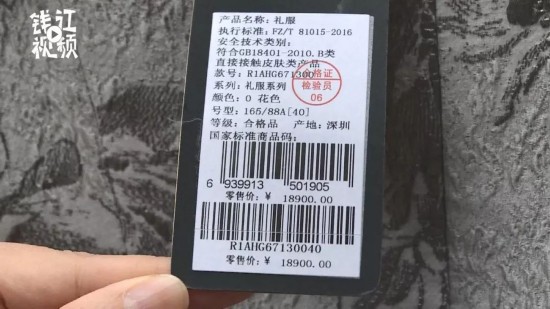 钱江
视频
产品名称: 礼服
执行标准: FZ/T 81015-2016
安全技术类别:
符合GB18401-2010,B类
直接接触皮肤类产品
款号: R1AHG671300
合格证
检验员
06
系列: 礼服系列
颜色: 0 花色
号型: 165/88A[40]
等级: 合格品 产地: 深圳
国家标准商品码:
6 939913 501905
零售价: ¥ 18900.00
R1AHG67130040
零售价: ¥ 18900.00